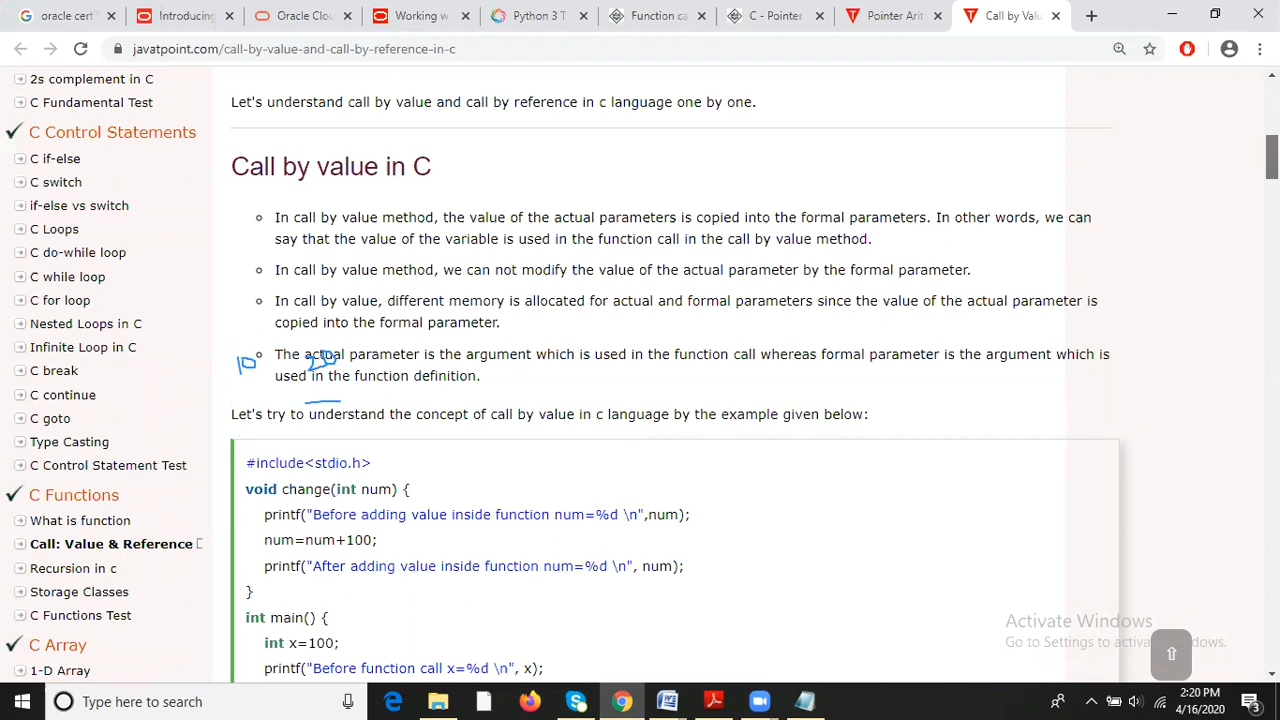 oracle cert
Introducing
Oracle Clou
Working w
Python 3 T
Function ca
C - Pointer
Pointer Arit
Call by Valu
javatpoint.com/call-by-value-and-call-by-reference-in-c
2s complement in C
C Fundamental Test
C Control Statements
C if-else
C switch
if-else vs switch
C Loops
C do-while loop
C while loop
C for loop
Nested Loops in C
Infinite Loop in C
C break
C continue
C goto
Type Casting
C Control Statement Test
C Functions
What is function
Call: Value & Reference
Recursion in c
Storage Classes
C Functions Test
C Array
1-D Array
Let's understand call by value and call by reference in c language one by one.
Call by value in C
In call by value method, the value of the actual parameters is copied into the formal parameters. In other words, we can
say that the value of the variable is used in the function call in the call by value method.
In call by value method, we can not modify the value of the actual parameter by the formal parameter.
In call by value, different memory is allocated for actual and formal parameters since the value of the actual parameter is
copied into the formal parameter.
The actual parameter is the argument which is used in the function call whereas formal parameter is the argument which is
10 20
used in the function definition.
Let's try to understand the concept of call by value in c language by the example given below:
#include<stdio.h>
void change(int num) {
printf("Before adding value inside function num=%d \n",num);
num=num+100;
printf("After adding value inside function num=%d \n", num);
}
int main() {
int x=100;
printf("Before function call x=%d \n", x);
Activate Windows
Go to Settings to activate Windows.
Type here to search
2:20 PM
4/16/2020
3